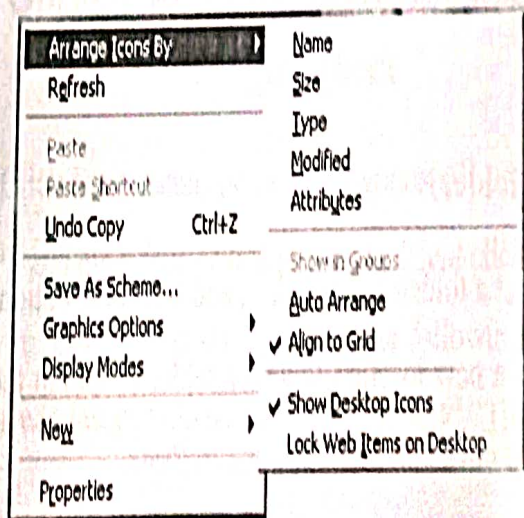 Arrange Icons By
Refresh
Paste
Paste Shortcut
Undo Copy Ctrl+Z
Save As Scheme...
Graphics Options
Display Modes
New
Properties
Name
Size
Type
Modified
Attributes
Show in Groups
Auto Arrange
Align to Grid
Show Desktop Icons
Lock Web Items on Desktop